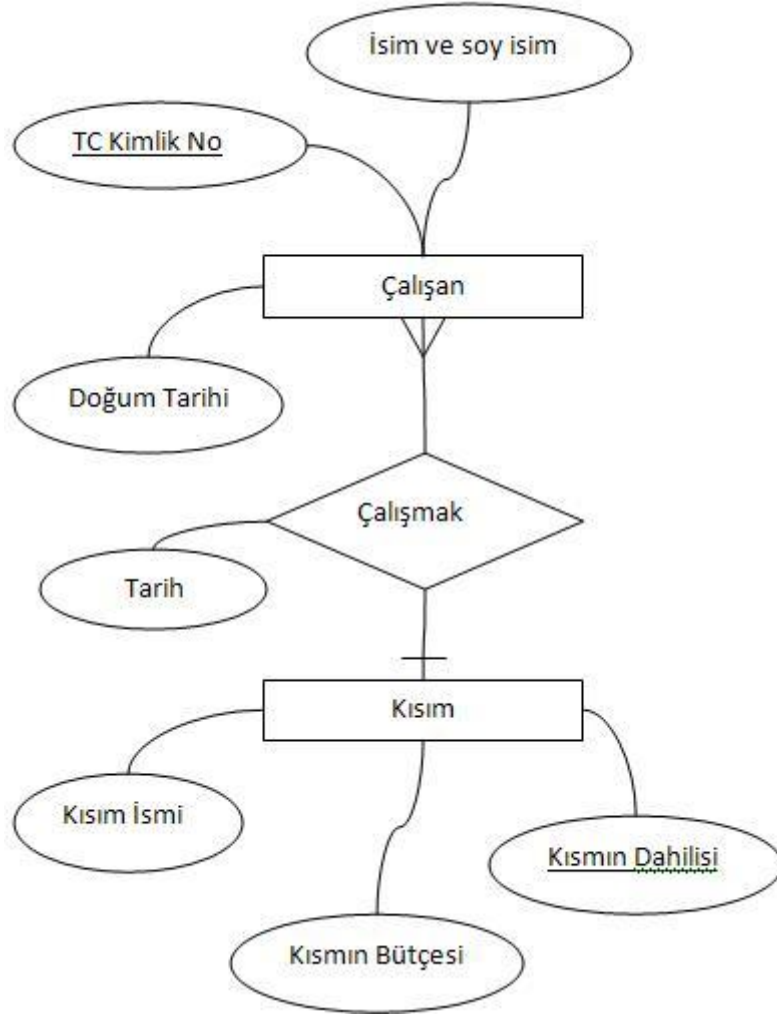 İsim ve soy isim
TC Kimlik No
Çalışan
Doğum Tarihi
Çalışmak
Tarih
Kısım
Kısım İsmi
Kısmın Dahilisi
Kısmın Bütçesi